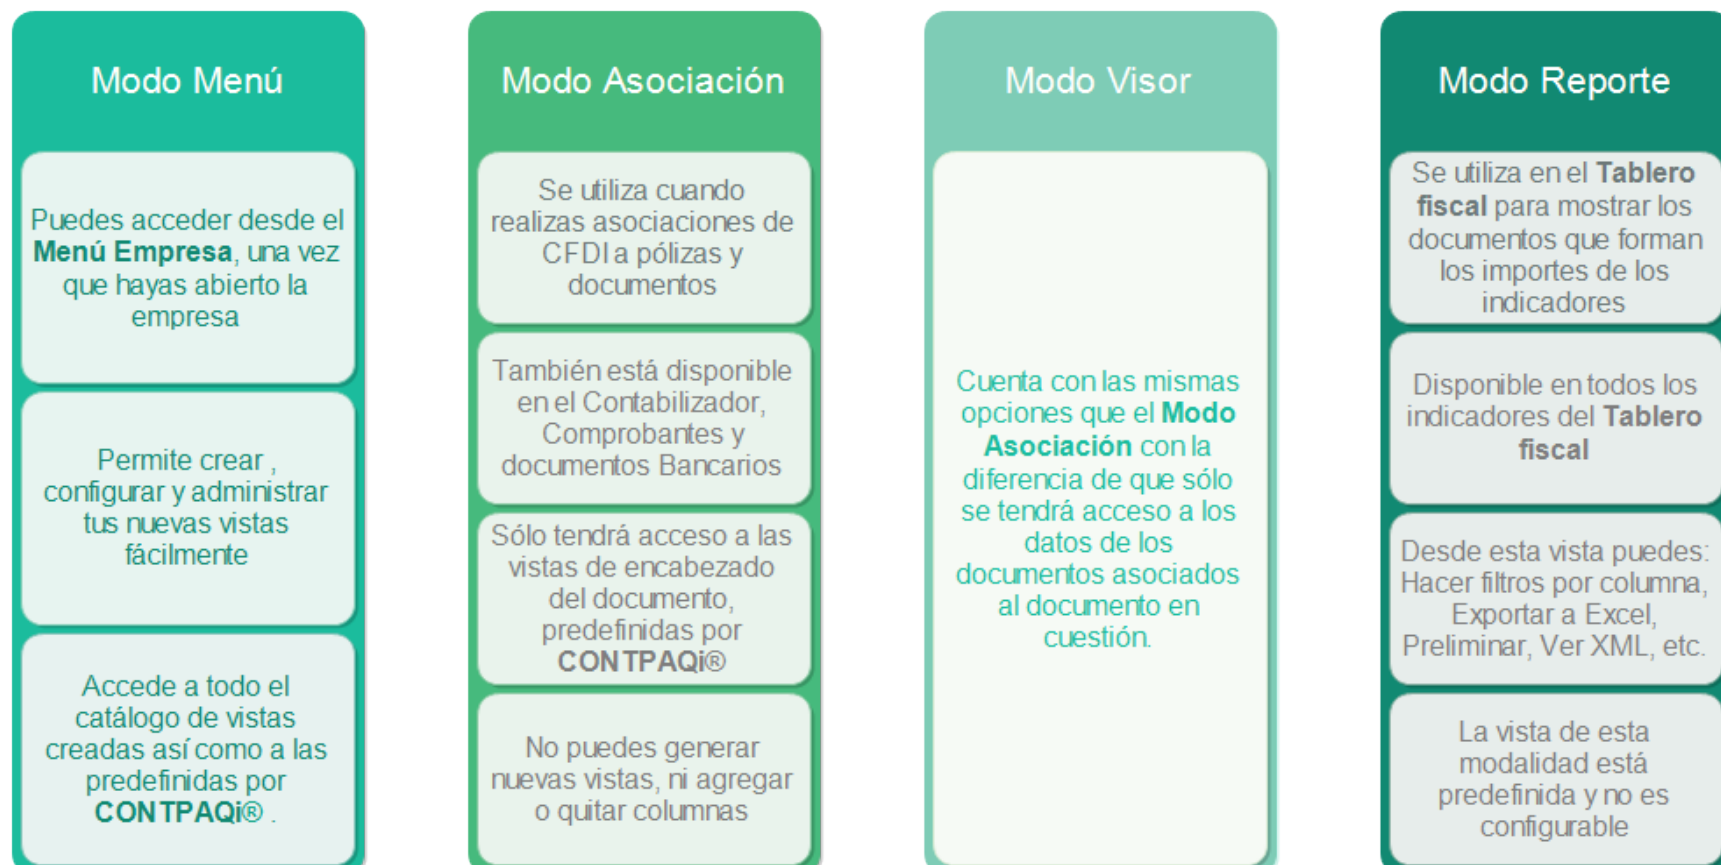 Modo Menú
Puedes acceder desde el
Menú Empresa, una vez
que hayas abierto la
empresa
Permite crear ,
configurar y administrar
tus nuevas vistas
fácilmente
Accede a todo el
catálogo de vistas
creadas así como a las
predefinidas por
CONTPAQi® .
Modo Asociación
Se utiliza cuando
realizas asociaciones de
CFDI a pólizas y
documentos
También está disponible
en el Contabilizador,
Comprobantes y
documentos Bancarios
Sólo tendrá acceso a las
vistas de encabezado
del documento,
predefinidas por
CONTPAQi®
No puedes generar
nuevas vistas, ni agregar
o quitar columnas
Modo Visor
Cuenta con las mismas
opciones que el Modo
Asociación con la
diferencia de que sólo
se tendrá acceso a los
datos de los
documentos asociados
al documento en
cuestión.
Modo Reporte
Se utiliza en el Tablero
fiscal para mostrar los
documentos que forman
los importes de los
indicadores
Disponible en todos los
indicadores del Tablero
fiscal
Desde esta vista puedes:
Hacer filtros por columna,
Exportar a Excel,
Preliminar, Ver XML, etc.
La vista de esta
modalidad está
predefinida y no es
configurable